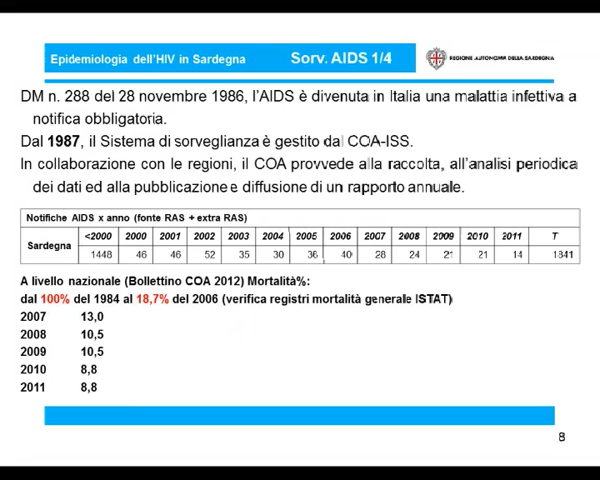 Epidemiologia dell'HIV in Sardegna Sorv. AIDS 1/4
REGIONE AUTONOMA DELLA SARDEGNA
DM n. 288 del 28 novembre 1986, l'AIDS è divenuta in Italia una malattia infettiva a
notifica obbligatoria.
Dal 1987, il Sistema di sorveglianza è gestito dal COA-ISS.
In collaborazione con le regioni, il COA provvede alla raccolta, all'analisi periodica
dei dati ed alla pubblicazione e diffusione di un rapporto annuale.
Notifiche AIDS x anno (fonte RAS + extra RAS)
Sardegna <2000 2000 2001 2002 2003 2004 2005 2006 2007 2008 2009 2010 2011 T
1448 46 46 52 35 30 36 40 28 24 21 21 14 1841
A livello nazionale (Bollettino COA 2012) Mortalità%:
dal 100% del 1984 al 18,7% del 2006 (verifica registri mortalità generale ISTAT)
2007 13,0
2008 10,5
2009 10,5
2010 8,8
2011 8,8
8